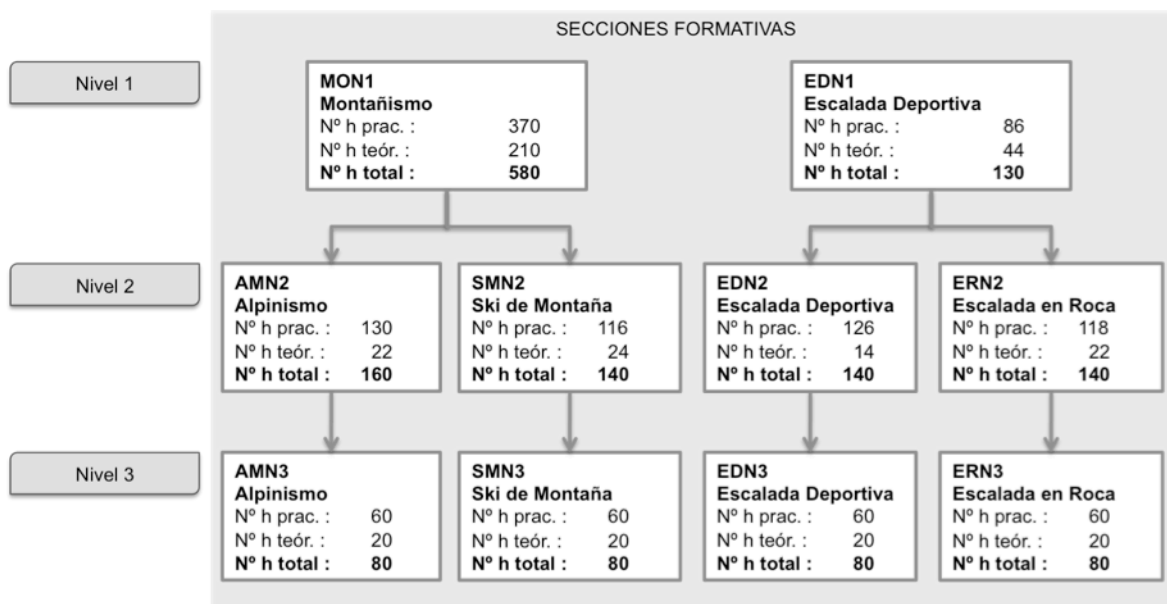 SECCIONES FORMATIVAS
Nivel 1
MON1
Montañismo
Nº h prac. : 370
Nº h teór. : 210
Nº h total : 580
EDN1
Escalada Deportiva
Nº h prac. : 86
Nº h teór. : 44
Nº h total : 130
Nivel 2
AMN2
Alpinismo
Nº h prac. : 130
Nº h teór. : 22
Nº h total : 160
SMN2
Ski de Montaña
Nº h prac. : 116
Nº h teór. : 24
Nº h total : 140
EDN2
Escalada Deportiva
Nº h prac. : 126
Nº h teór. : 14
Nº h total : 140
ERN2
Escalada en Roca
Nº h prac. : 118
Nº h teór. : 22
Nº h total : 140
Nivel 3
AMN3
Alpinismo
Nº h prac. : 60
Nº h teór. : 20
Nº h total : 80
SMN3
Ski de Montaña
Nº h prac. : 60
Nº h teór. : 20
Nº h total : 80
EDN3
Escalada Deportiva
Nº h prac. : 60
Nº h teór. : 20
Nº h total : 80
ERN3
Escalada en Roca
Nº h prac. : 60
Nº h teór. : 20
Nº h total : 80